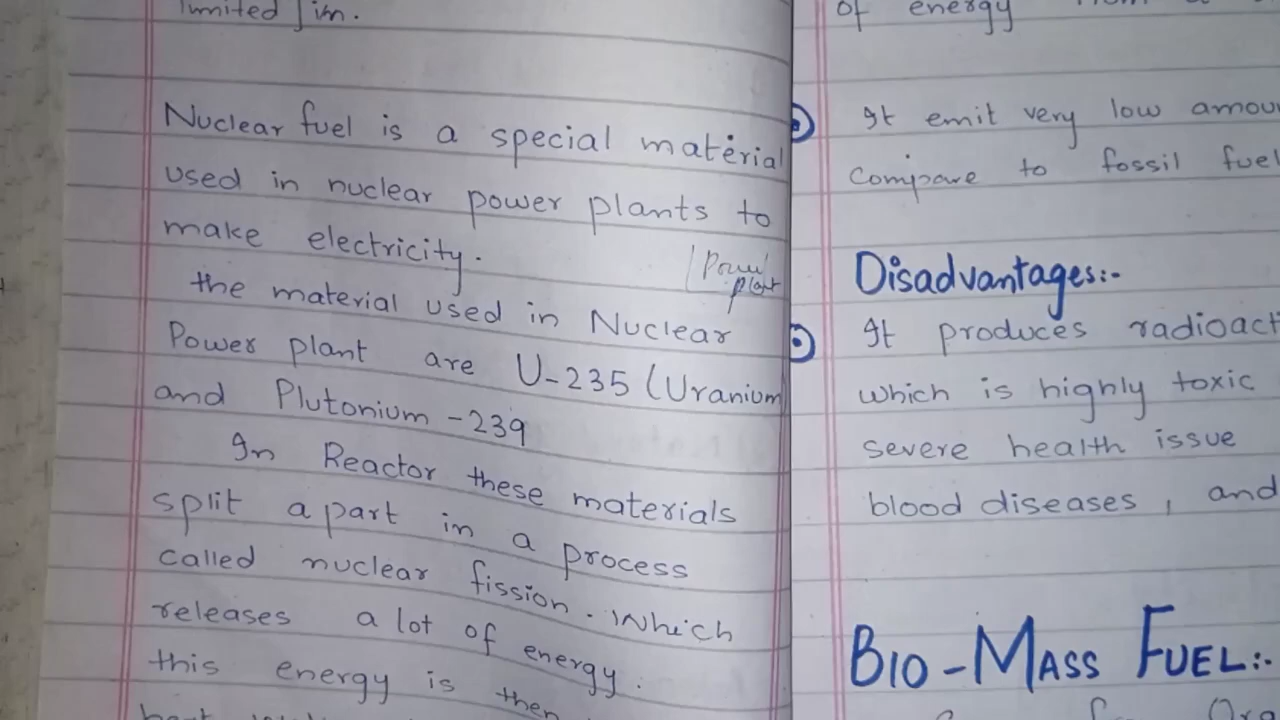 limited
Nuclear fuel is a special material
used in nuclear power plants to
make electricity.
Power
plant
the material used in Nuclear
Power plant are U-235 (Uranium
and Plutonium -239
In Reactor these materials
split apart in a process
called nuclear fission. Which
releases a lot of energy.
this energy is then
of energy
It emit very low amou
compare to fossil fuel
Disadvantages:-
It produces radioact
which is highly toxic
severe health issue
blood diseases, and
BIO-MASS FUEL:-